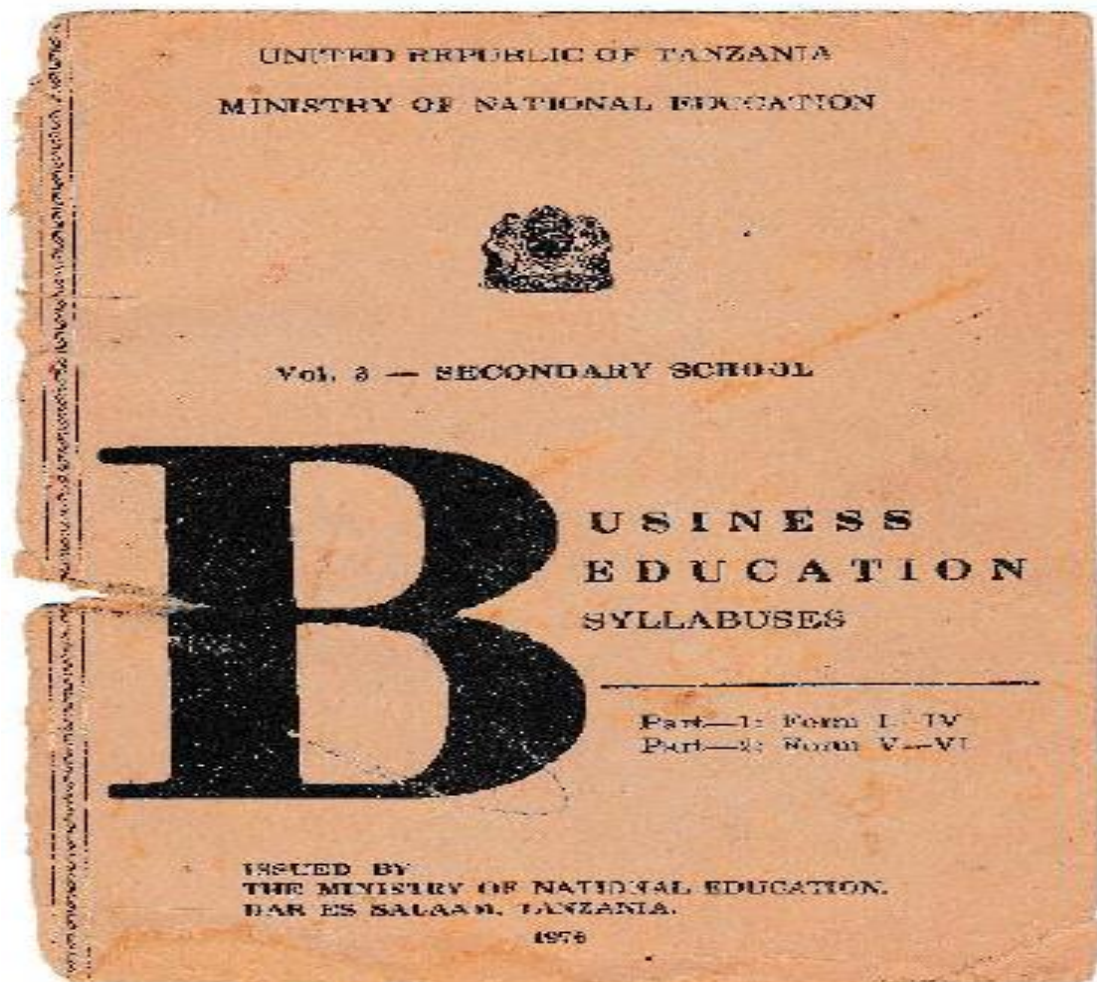 UNITED REPUBLIC OF TANZANIA
MINISTRY OF NATIONAL EDUCATION
Vol. 3 — SECONDARY SCHOOL
BUSINESS
EDUCATION
SYLLABUSES
Part—1: Form I—IV
Part—2: Form V—VI
ISSUED BY
THE MINISTRY OF NATIONAL EDUCATION,
DAR ES SALAAM, TANZANIA.
1976